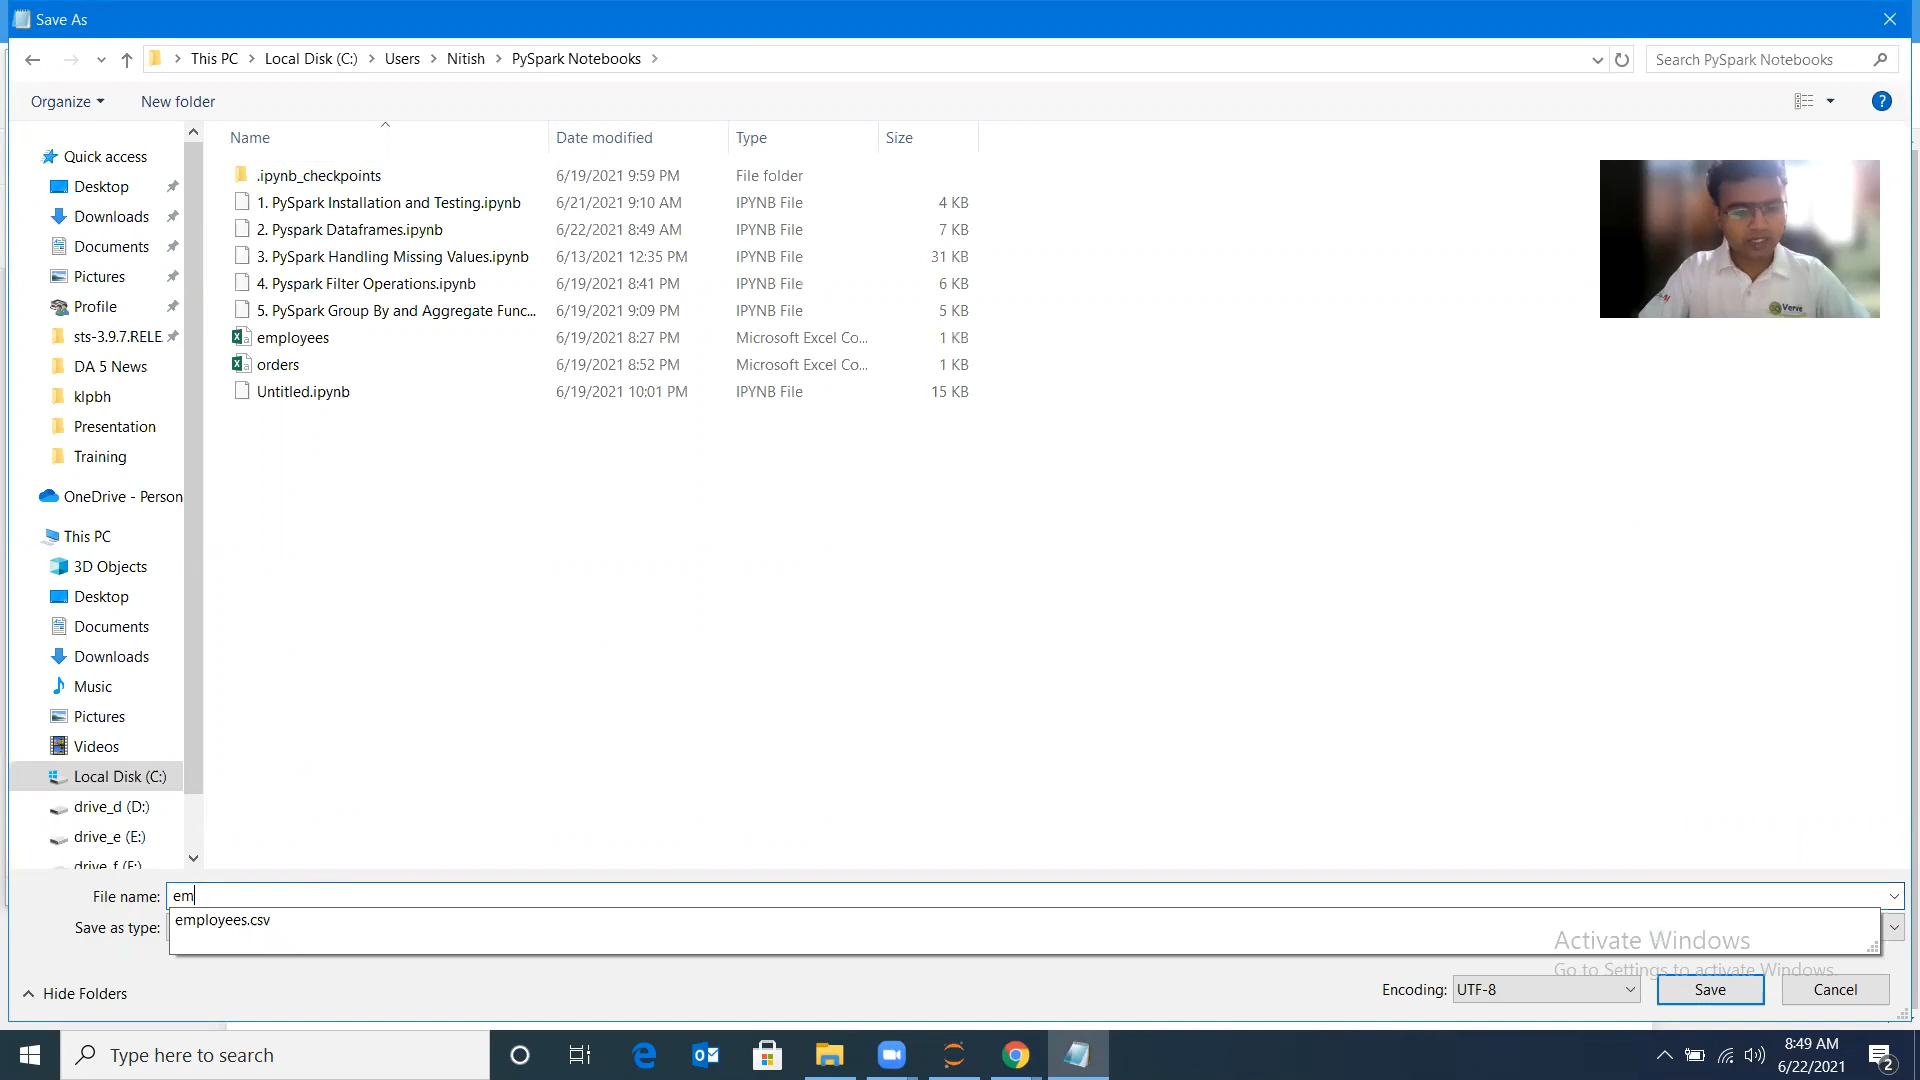 Save As
This PC > Local Disk (C:) > Users > Nitish > PySpark Notebooks >
Search PySpark Notebooks
Organize
New folder
Name
Date modified
Type
Size
.ipynb_checkpoints 6/19/2021 9:59 PM File folder
1. PySpark Installation and Testing.ipynb 6/21/2021 9:10 AM IPYNB File 4 KB
2. Pyspark Dataframes.ipynb 6/22/2021 8:49 AM IPYNB File 7 KB
3. PySpark Handling Missing Values.ipynb 6/13/2021 12:35 PM IPYNB File 31 KB
4. Pyspark Filter Operations.ipynb 6/19/2021 8:41 PM IPYNB File 6 KB
5. PySpark Group By and Aggregate Func... 6/19/2021 9:09 PM IPYNB File 5 KB
employees 6/19/2021 8:27 PM Microsoft Excel Co... 1 KB
orders 6/19/2021 8:52 PM Microsoft Excel Co... 1 KB
Untitled.ipynb 6/19/2021 10:01 PM IPYNB File 15 KB
Quick access
Desktop
Downloads
Documents
Pictures
Profile
sts-3.9.7.RELE
DA 5 News
klpbh
Presentation
Training
OneDrive - Person
This PC
3D Objects
Desktop
Documents
Downloads
Music
Pictures
Videos
Local Disk (C:)
drive_d (D:)
drive_e (E:)
drive_f (F:)
Verve
File name: em
employees.csv
Save as type:
Activate Windows
Go to Settings to activate Windows.
Hide Folders
Encoding: UTF-8
Save
Cancel
Type here to search
8:49 AM
6/22/2021
2